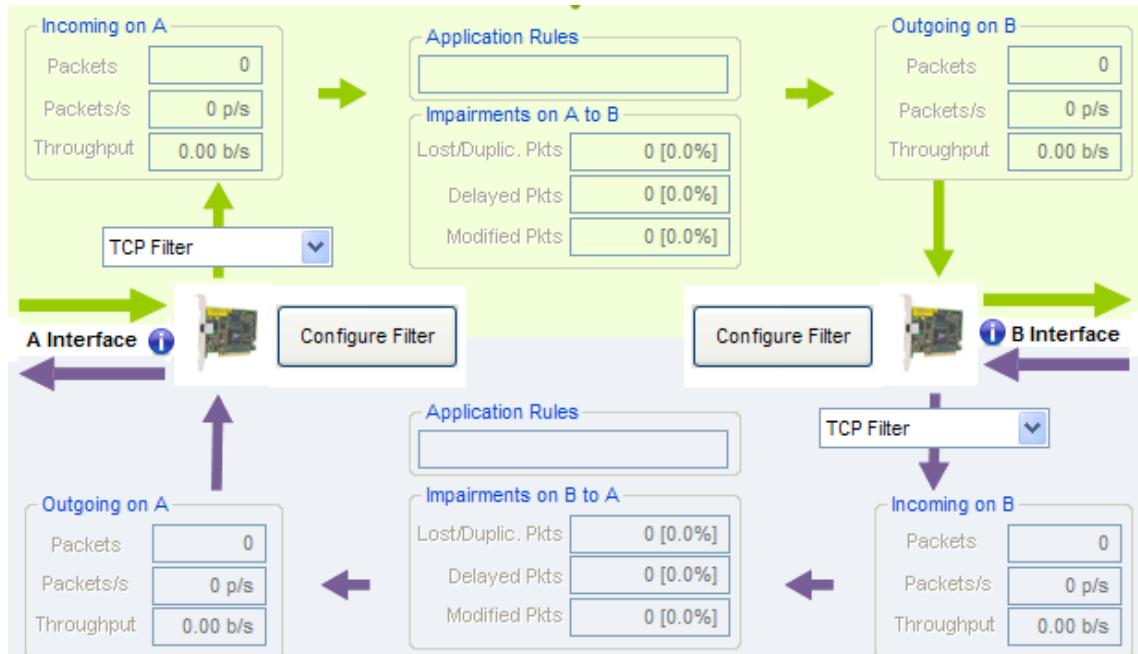 Incoming on A
Packets 0
Packets/s 0 p/s
Throughput 0.00 b/s
Application Rules
Impairments on A to B
Lost/Duplic. Pkts 0 [0.0%]
Delayed Pkts 0 [0.0%]
Modified Pkts 0 [0.0%]
Outgoing on B
Packets 0
Packets/s 0 p/s
Throughput 0.00 b/s
TCP Filter
A Interface
Configure Filter
Configure Filter
B Interface
TCP Filter
Outgoing on A
Packets 0
Packets/s 0 p/s
Throughput 0.00 b/s
Application Rules
Impairments on B to A
Lost/Duplic. Pkts 0 [0.0%]
Delayed Pkts 0 [0.0%]
Modified Pkts 0 [0.0%]
Incoming on B
Packets 0
Packets/s 0 p/s
Throughput 0.00 b/s